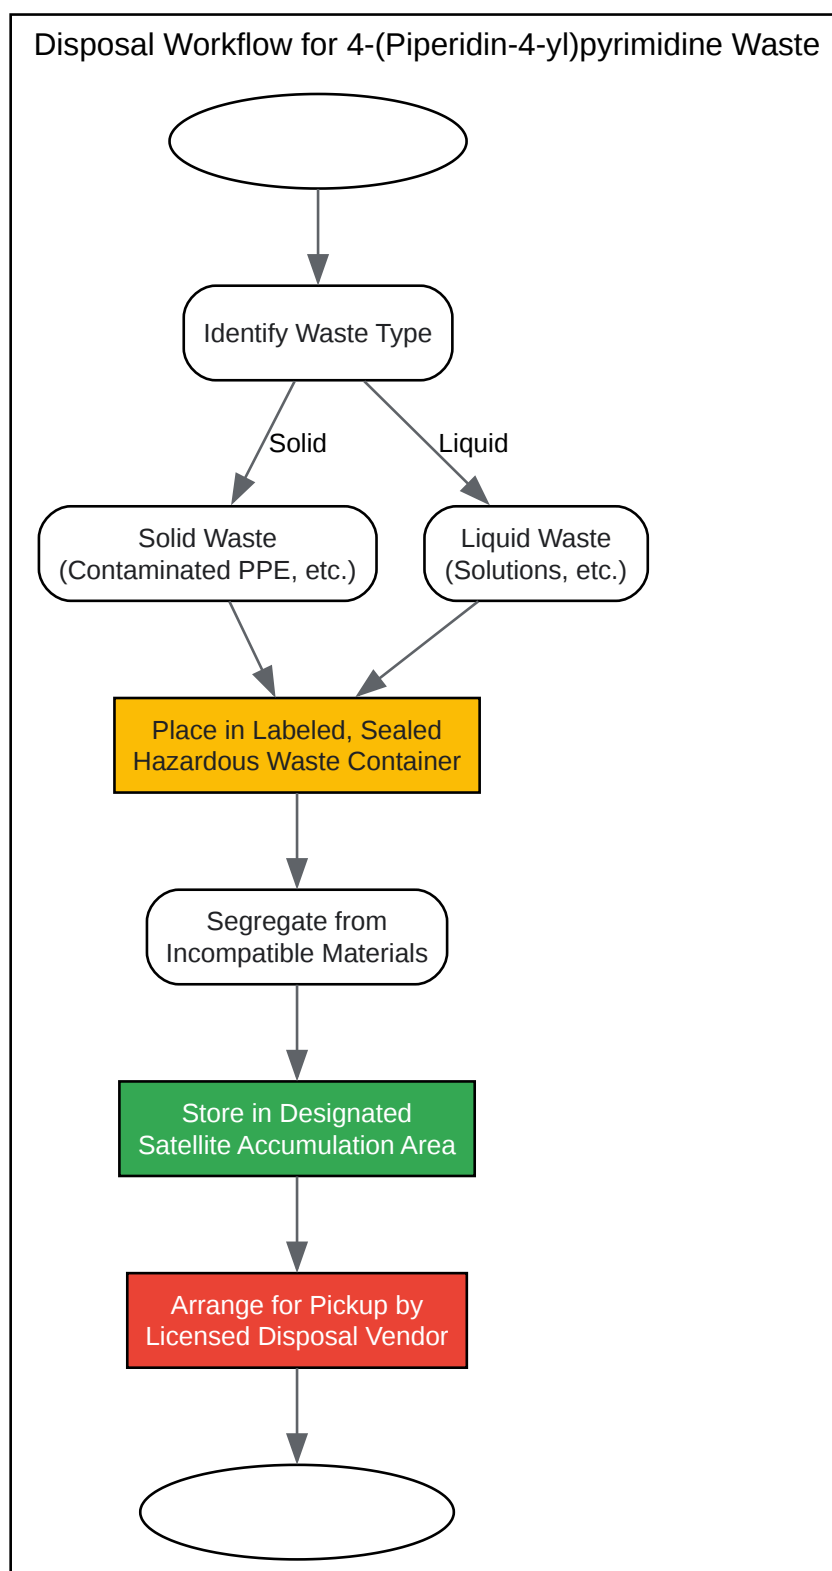 Disposal Workflow for 4-(Piperidin-4-yl)pyrimidine Waste
Identify Waste Type
Solid
Liquid
Solid Waste
(Contaminated PPE, etc.)
Liquid Waste
(Solutions, etc.)
Place in Labeled, Sealed
Hazardous Waste Container
Segregate from
Incompatible Materials
Store in Designated
Satellite Accumulation Area
Arrange for Pickup by
Licensed Disposal Vendor